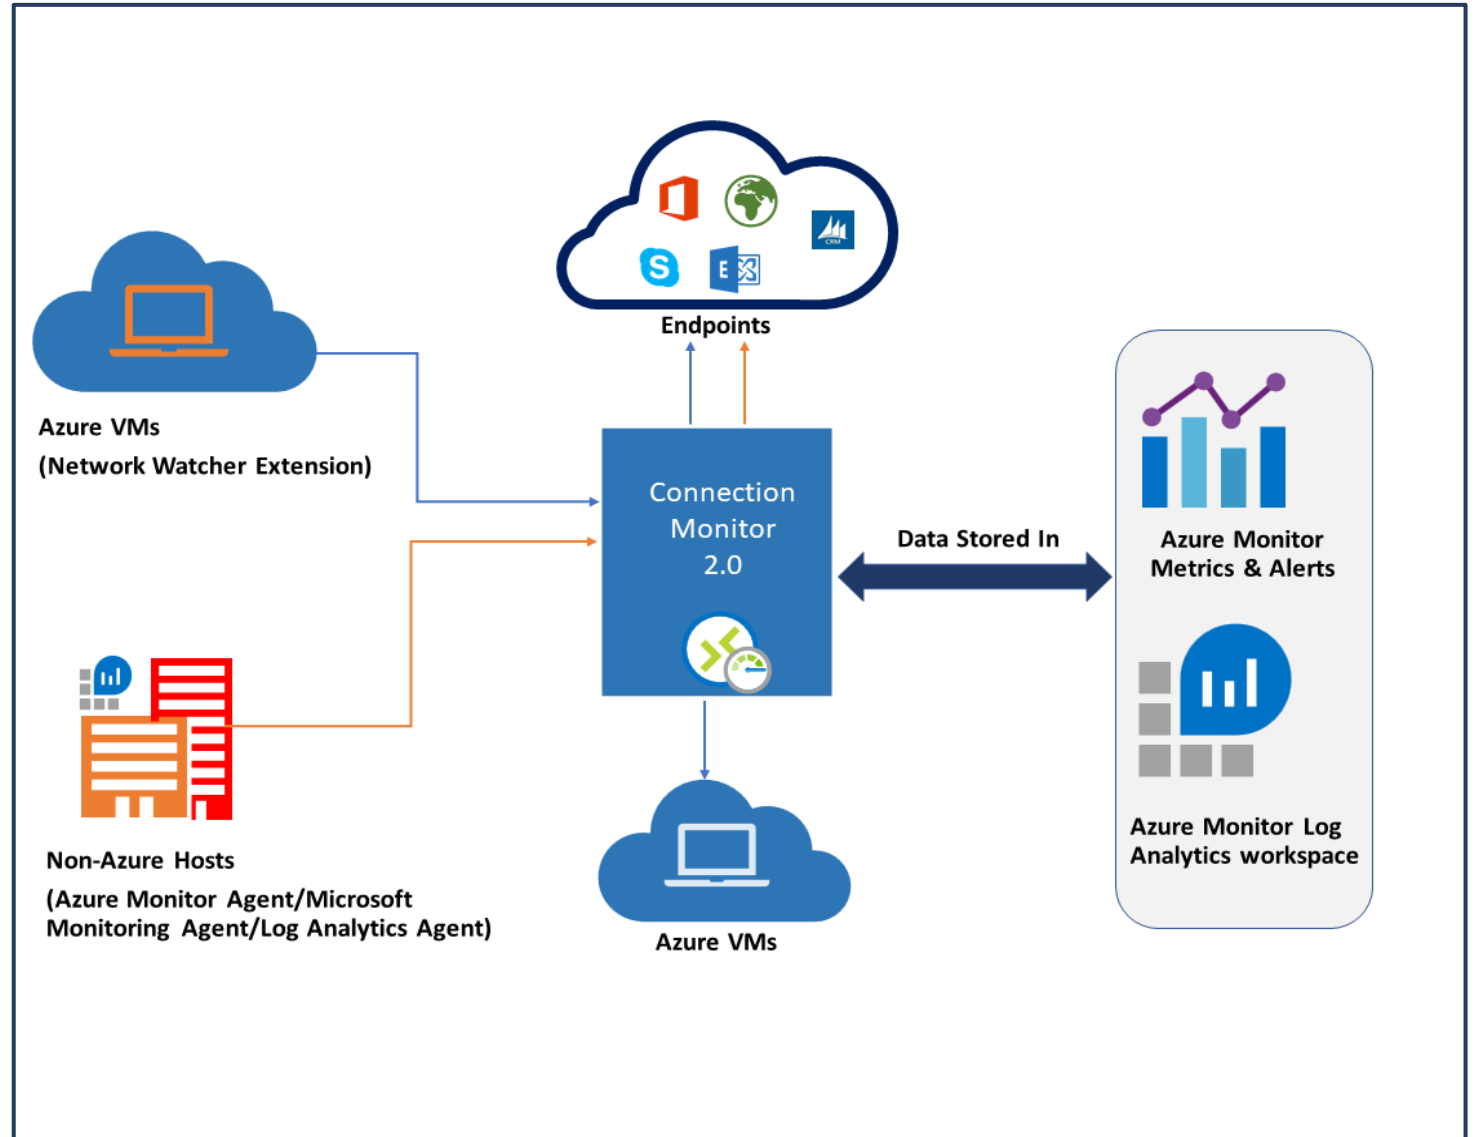 CRM
S
E
Endpoints
Azure VMs
(Network Watcher Extension)
Connection
Monitor
2.0
Data Stored In
Azure Monitor
Metrics & Alerts
Non-Azure Hosts
(Azure Monitor Agent/Microsoft
Monitoring Agent/Log Analytics Agent)
Azure VMs
Azure Monitor Log
Analytics workspace